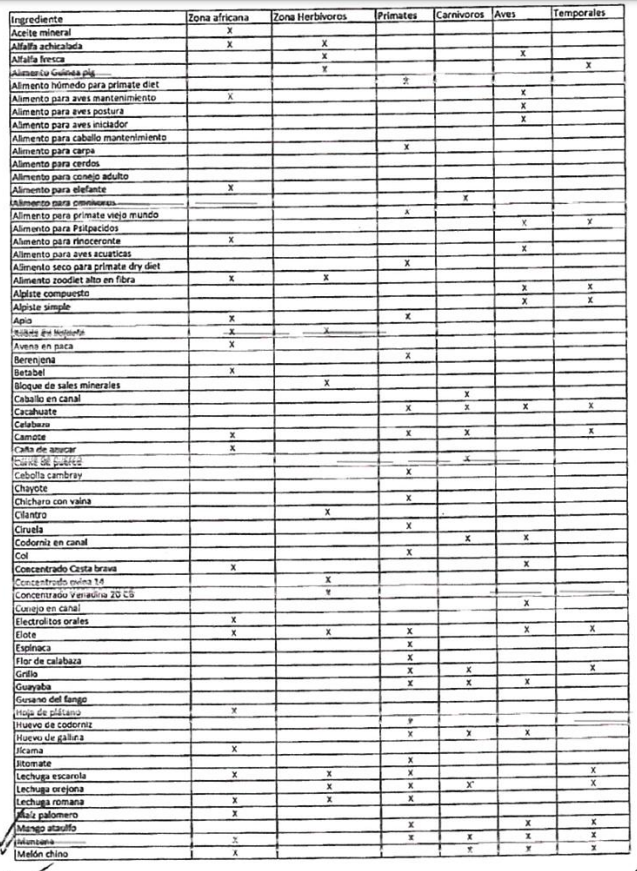 Ingrediente Zona africana Zona Herbívoros Primates Carnivoros Aves Temporales
Aceite mineral x
Alfalfa achicalada x x
Alfalfa fresca x x
Alimento Guinea pig x x
Alimento húmedo para primate diet x
Alimento para aves mantenimiento x x
Alimento para aves postura x
Alimento para aves iniciador x
Alimento para caballo mantenimiento
Alimento para carpa x
Alimento para cerdos
Alimento para conejo adulto
Alimento para elefante x
Alimento para omnivoros x
Alimento para primate viejo mundo x
Alimento para x x
Alimento para rinoceronte x
Alimento para aves acuaticas x
Alimento seco para primate dry diet x
Alimento zoodiet alto en fibra x x
Alpiste compuesto x x
Alpiste simple x x
Apio x x
x x
Avena en paca x
Berenjena x
Betabel x
Bloque de sales minerales x
Caballo en canal x
Cacahuate x x x x
Calabaza
Camote x x x x
Caña de azucar x
Carne de x
Cebolla cambray x
Chayote
Chicharo con vaina x
Cilantro x
Ciruela x
Codorniz en canal x x
Col x
Concentrado Casta brava x x
Concentrado ovina 14 x
Concentrado Venadina 20 x
Conejo en canal x
Electrolitos orales x
Elote x x x x x
Espinaca x
Flor de calabaza x
Grillo x x x
Guayaba x x x
Gusano del fango
Hoja de plátano x
Huevo de codorniz x
Huevo de gallina x x x
Jícama x
Jitomate x
Lechuga escarola x x x x
Lechuga orejona x x x x
Lechuga romana x x x
Maíz palomero x
Mango ataulfo x x x
Manzana x x x x x
Melón chino x x x x